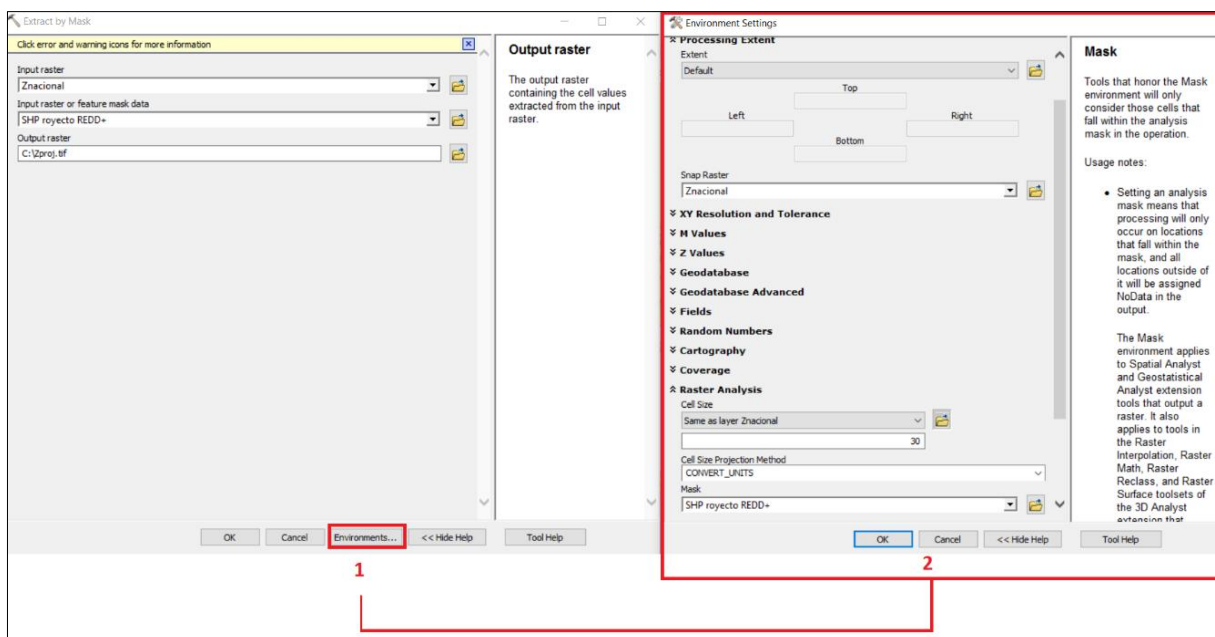 Extract by Mask
Click error and warning icons for more information
Input raster
Znacional
Input raster or feature mask data
SHP royecto REDD+
Output raster
C:\Zproj.tif
Output raster
The output raster
containing the cell values
extracted from the input
raster.
OK
Cancel
Environments...
<< Hide Help
Tool Help
1
Environment Settings
Processing Extent
Extent
Default
Top
Left
Right
Bottom
Snap Raster
Znacional
XY Resolution and Tolerance
M Values
Z Values
Geodatabase
Geodatabase Advanced
Fields
Random Numbers
Cartography
Coverage
Raster Analysis
Cell Size
Same as layer Znacional
30
Cell Size Projection Method
CONVERT_UNITS
Mask
SHP royecto REDD+
Mask
Tools that honor the Mask
environment will only
consider those cells that
fall within the analysis
mask in the operation.
Usage notes:
• Setting an analysis
mask means that
processing will only
occur on locations
that fall within the
mask, and all
locations outside of
it will be assigned
NoData in the
output.
The Mask
environment applies
to Spatial Analyst
and Geostatistical
Analyst extension
tools that output a
raster. It also
applies to tools in
the Raster
Interpolation, Raster
Math, Raster
Reclass, and Raster
Surface toolsets of
the 3D Analyst
extension that
OK
Cancel
<< Hide Help
Tool Help
2